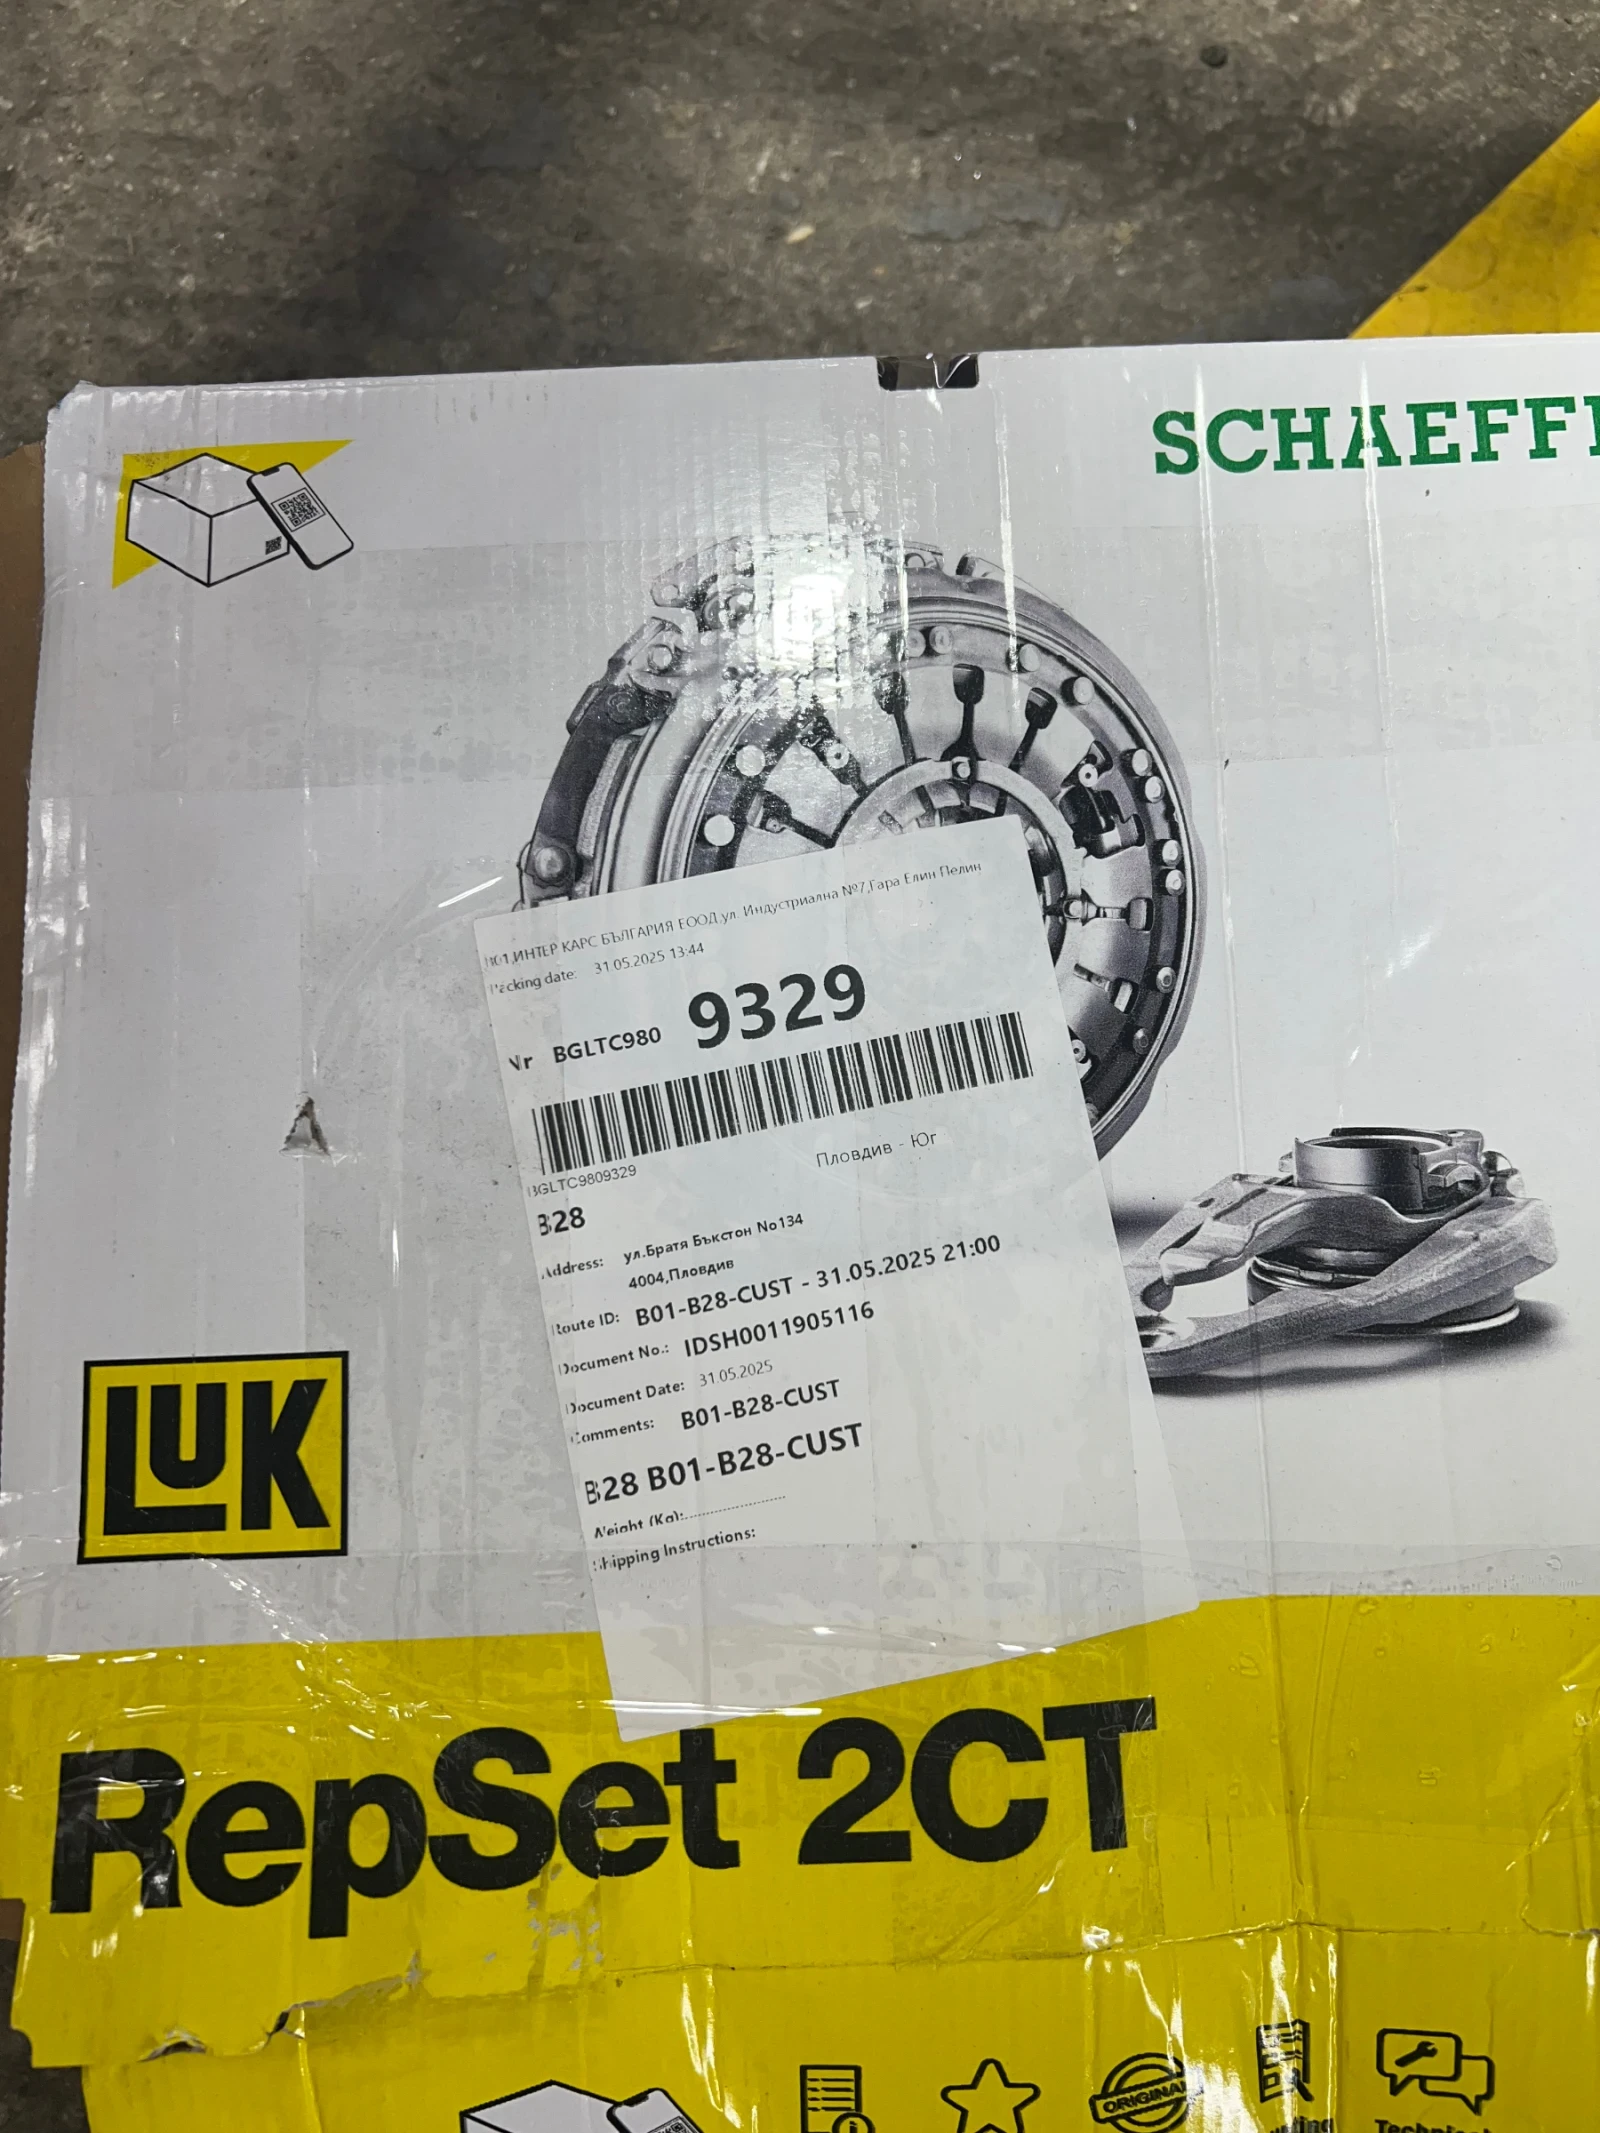 SCHAEFF
B01,ИНТЕР КАРС БЪЛГАРИЯ ЕООД,ул. Индустриална №7,Гара Елин Пелин
Packing date: 31.05.2025 13:44
Nr BGLTC980 9329
BGLTC9809329
Пловдив - Юг
B28
Address: ул.Братя Бъкстон No134
4004,Пловдив
Route ID: B01-B28-CUST - 31.05.2025 21:00
Document No.: IDSH0011905116
Document Date: 31.05.2025
Comments: B01-B28-CUST
B28 B01-B28-CUST
Weight (Kg):........................
Shipping Instructions:
LUK
RepSet 2CT
ORIGINAL